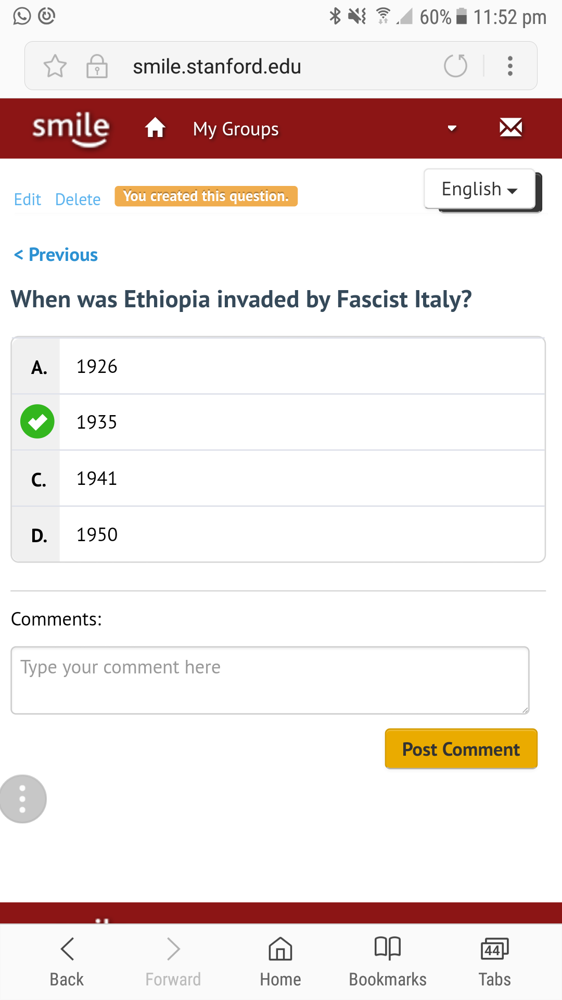 60% 11:52 pm
smile.stanford.edu
smile My Groups
English
Edit Delete You created this question.
< Previous
When was Ethiopia invaded by Fascist Italy?
A. 1926
1935
C. 1941
D. 1950
Comments:
Type your comment here
Post Comment
44
Back Forward Home Bookmarks Tabs